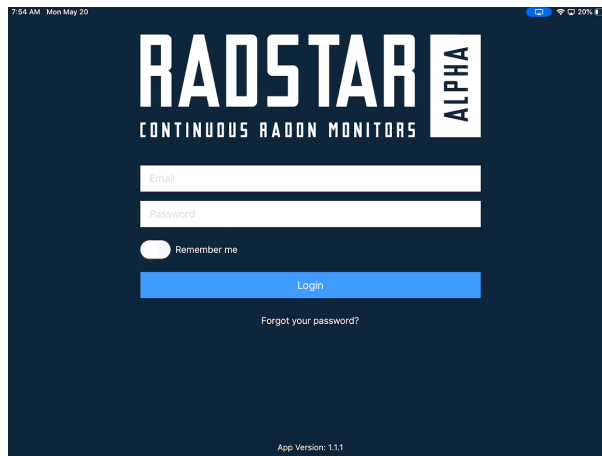 7:54 AM Mon May 20
20%
RADSTAR
ALPHA
CONTINUOUS RADON MONITORS
Email
Password
Remember me
Login
Forgot your password?
App Version: 1.1.1